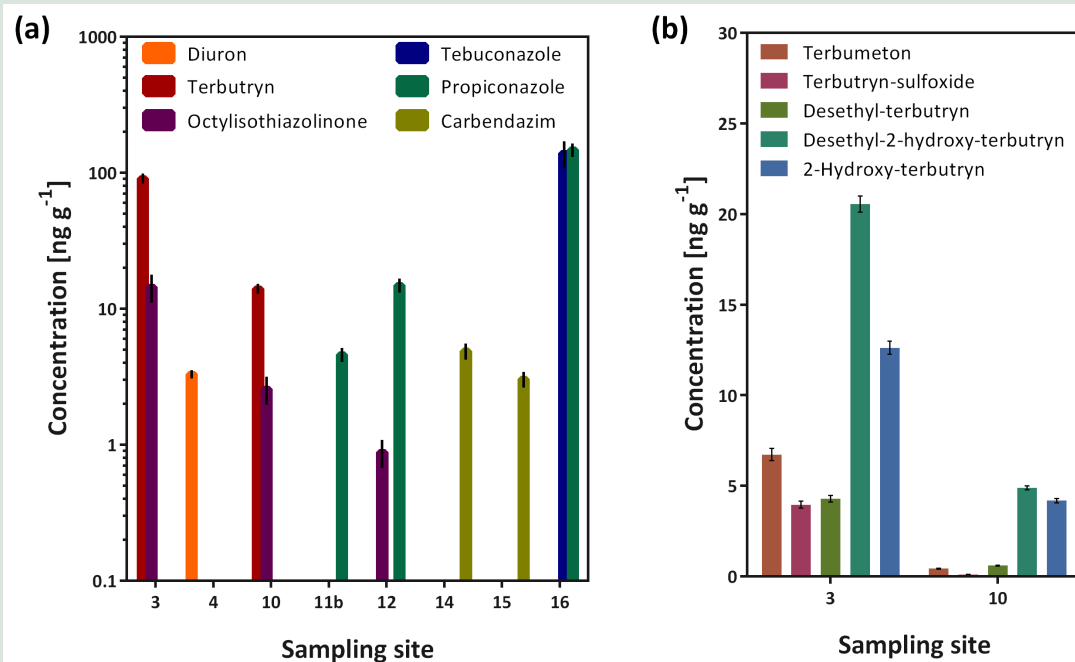 (a)
Concentration [ng g-1]
1000
100
10
1
0.1
Diuron
Terbutryn
Octylisothiazolinone
Tebuconazole
Propiconazole
Carbendazim
3 4 10 11b 12 14 15 16
Sampling site
(b)
Concentration [ng g-1]
30
25
20
15
10
5
0
Terbumeton
Terbutryn-sulfoxide
Desethyl-terbutryn
Desethyl-2-hydroxy-terbutryn
2-Hydroxy-terbutryn
3 10
Sampling site